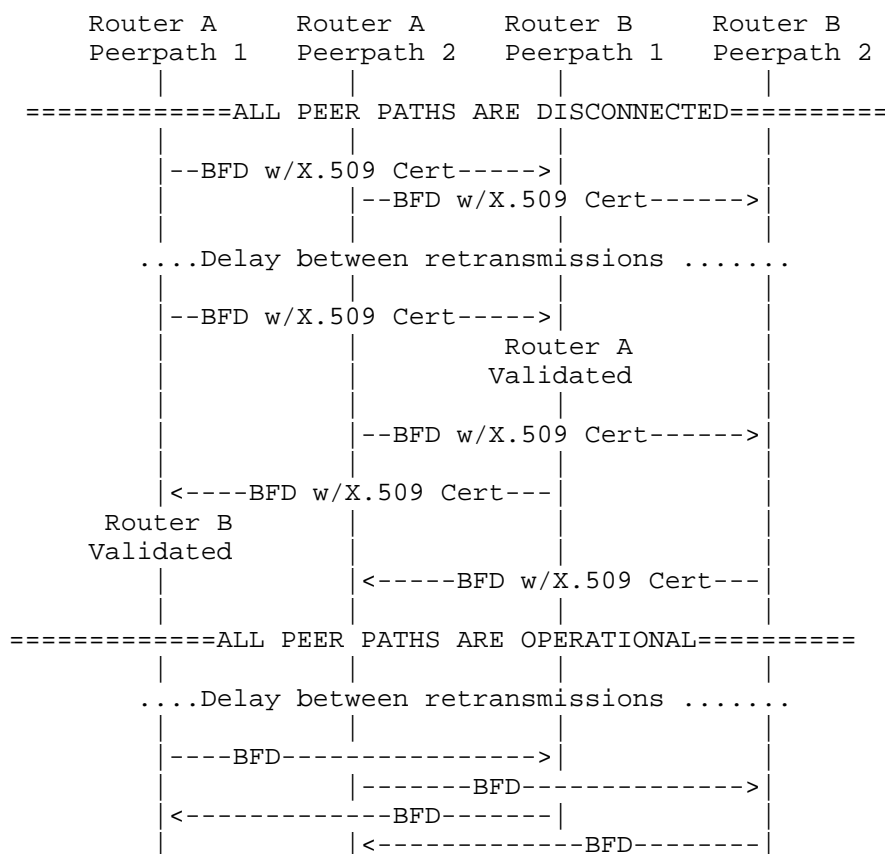 Router A     Router A     Router B     Router B
     Peerpath 1   Peerpath 2   Peerpath 1   Peerpath 2
         |           |            |            |
 =============ALL PEER PATHS ARE DISCONNECTED==========
         |           |            |            |
         |--BFD w/X.509 Cert----->|            |
         |           |--BFD w/X.509 Cert------>|
         |           |            |            |
        ....Delay between retransmissions .......
         |           |            |            |
         |--BFD w/X.509 Cert----->|            |
         |           |         Router A        |
         |           |        Validated        |
         |           |            |            |
         |           |--BFD w/X.509 Cert------>|
         |           |            |            |
         |<----BFD w/X.509 Cert---|            |
      Router B       |            |            |
     Validated       |            |            |
         |           |<-----BFD w/X.509 Cert---|
         |           |            |            |
=============ALL PEER PATHS ARE OPERATIONAL==========
         |           |            |            |
        ....Delay between retransmissions .......
         |           |            |            |
         |----BFD---------------->|            |
         |           |-------BFD-------------->|
         |<-------------BFD-------|            |
         |           |<-------------BFD--------|